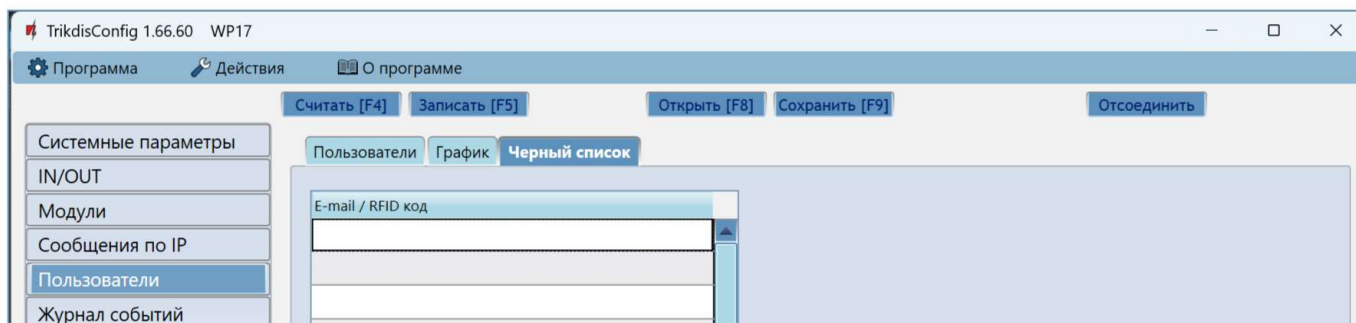 TrikdisConfig 1.66.60 WP17
Программа Действия О программе
Считать [F4] Записать [F5] Открыть [F8] Сохранить [F9] Отсоединить
Системные параметры
IN/OUT
Модули
Сообщения по IP
Пользователи
Журнал событий
Пользователи График Черный список
E-mail / RFID код